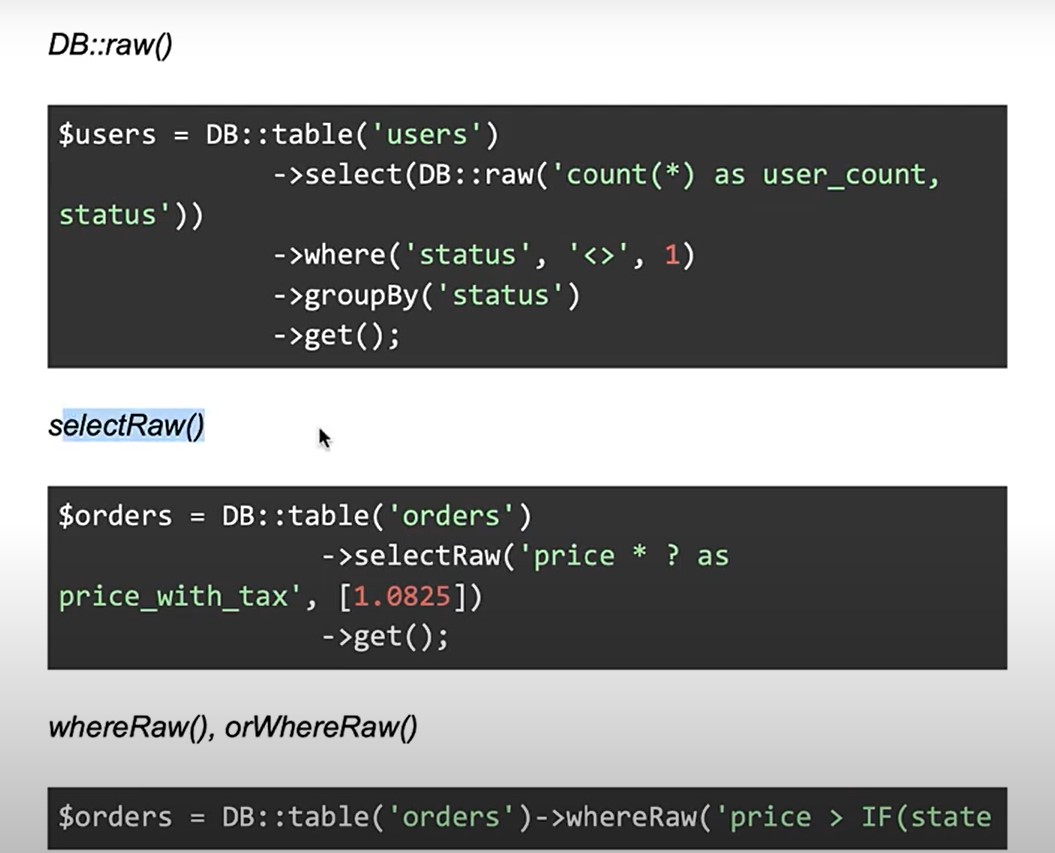 DB::raw()
$users = DB::table('users')
->select(DB::raw('count(*) as user_count,
status'))
->where('status', '<>', 1)
->groupBy('status')
->get();
selectRaw()
$orders = DB::table('orders')
->selectRaw('price * ? as
price_with_tax', [1.0825])
->get();
whereRaw(), orWhereRaw()
$orders = DB::table('orders')->whereRaw('price > IF(state